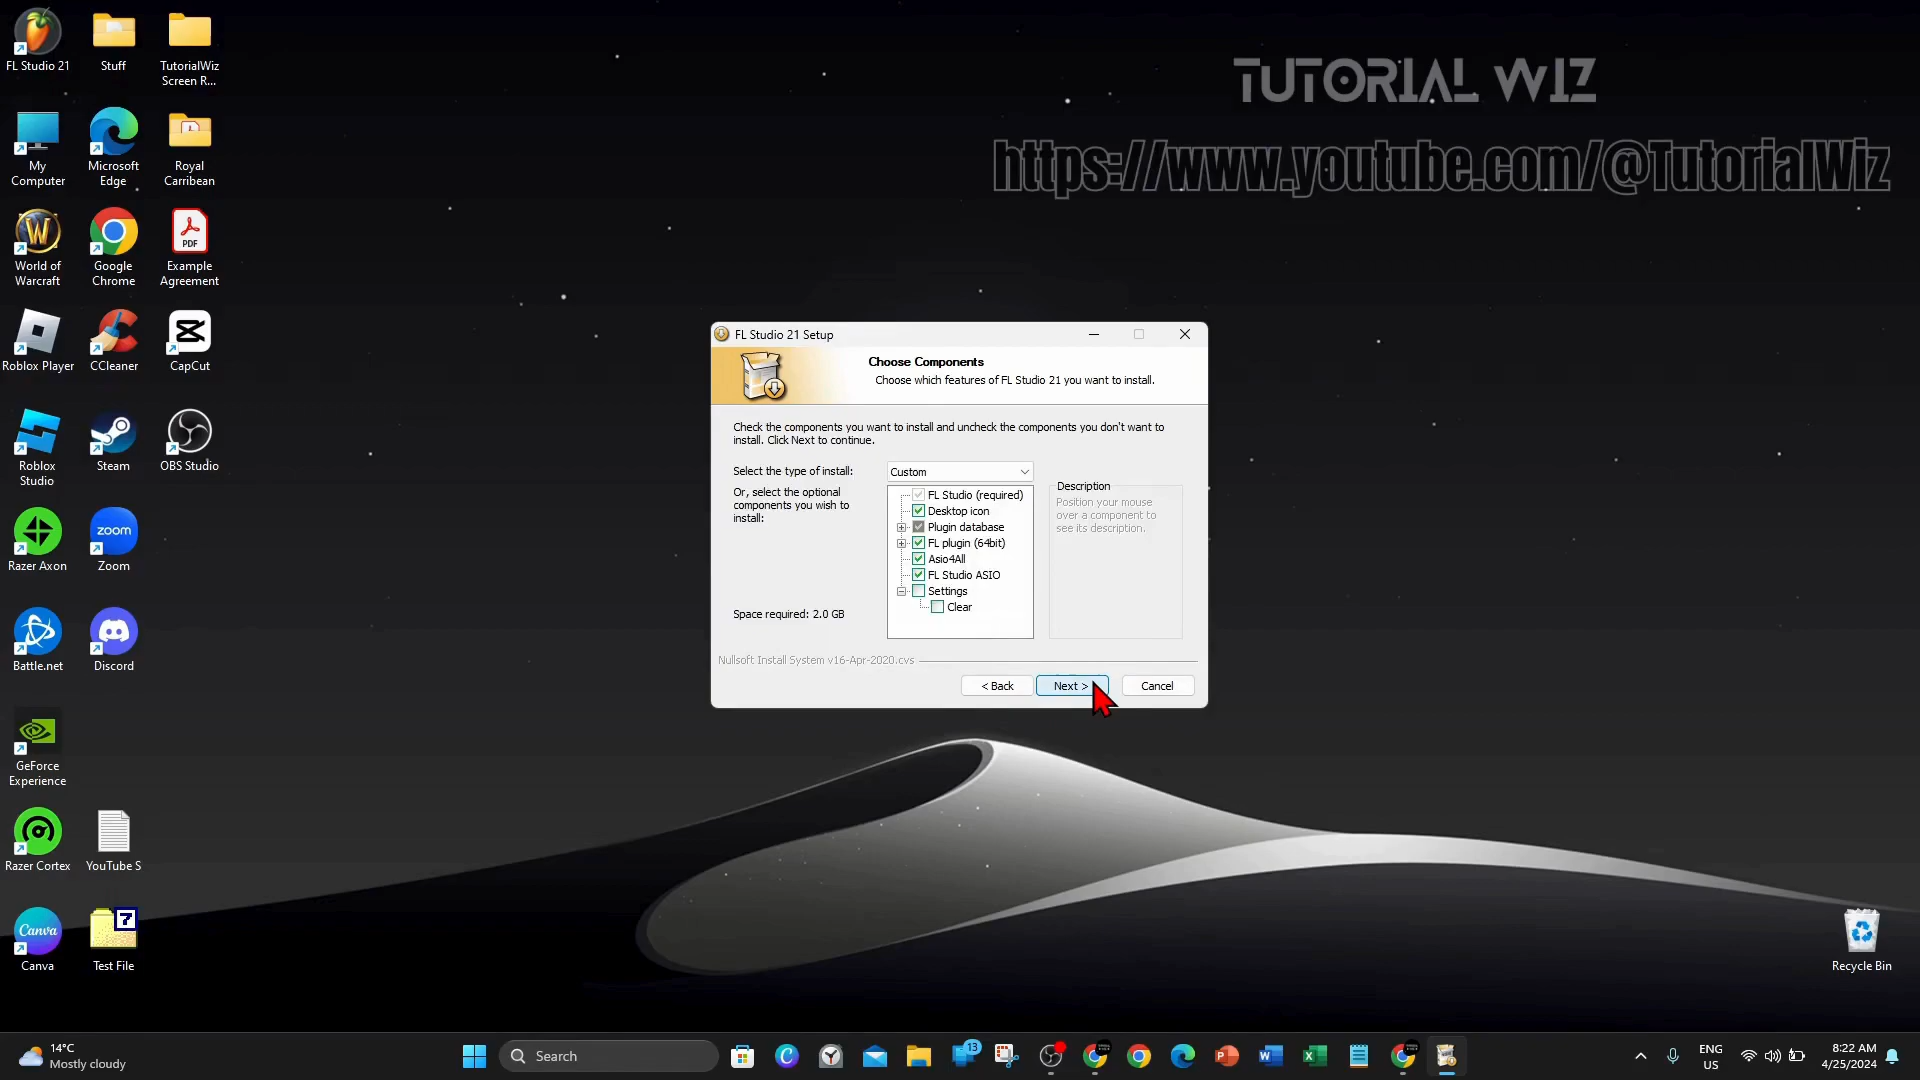 FL Studio 21
Stuff
TutorialWiz
Screen R...
My
Computer
Microsoft
Edge
Royal
Carribean
World of
Warcraft
Google
Chrome
PDF
Example
Agreement
Roblox Player
CCleaner
CapCut
Roblox
Studio
Steam
OBS Studio
Razer Axon
zoom
Zoom
Battle.net
Discord
GeForce
Experience
Razer Cortex
YouTube S
Canva
Canva
7
Test File
TUTORIAL WIZ
https://www.youtube.com/@TutorialWiz
FL Studio 21 Setup
Choose Components
Choose which features of FL Studio 21 you want to install.
Check the components you want to install and uncheck the components you don't want to
install. Click Next to continue.
Select the type of install:
Custom
Or, select the optional
components you wish to
install:
FL Studio (required)
Desktop icon
Plugin database
FL plugin (64bit)
Asio4All
FL Studio ASIO
Settings
Clear
Description
Position your mouse
over a component to
see its description.
Space required: 2.0 GB
Nullsoft Install System v16-Apr-2020.cvs
< Back
Next >
Cancel
Recycle Bin
14°C
Mostly cloudy
Search
13
ENG
US
8:22 AM
4/25/2024